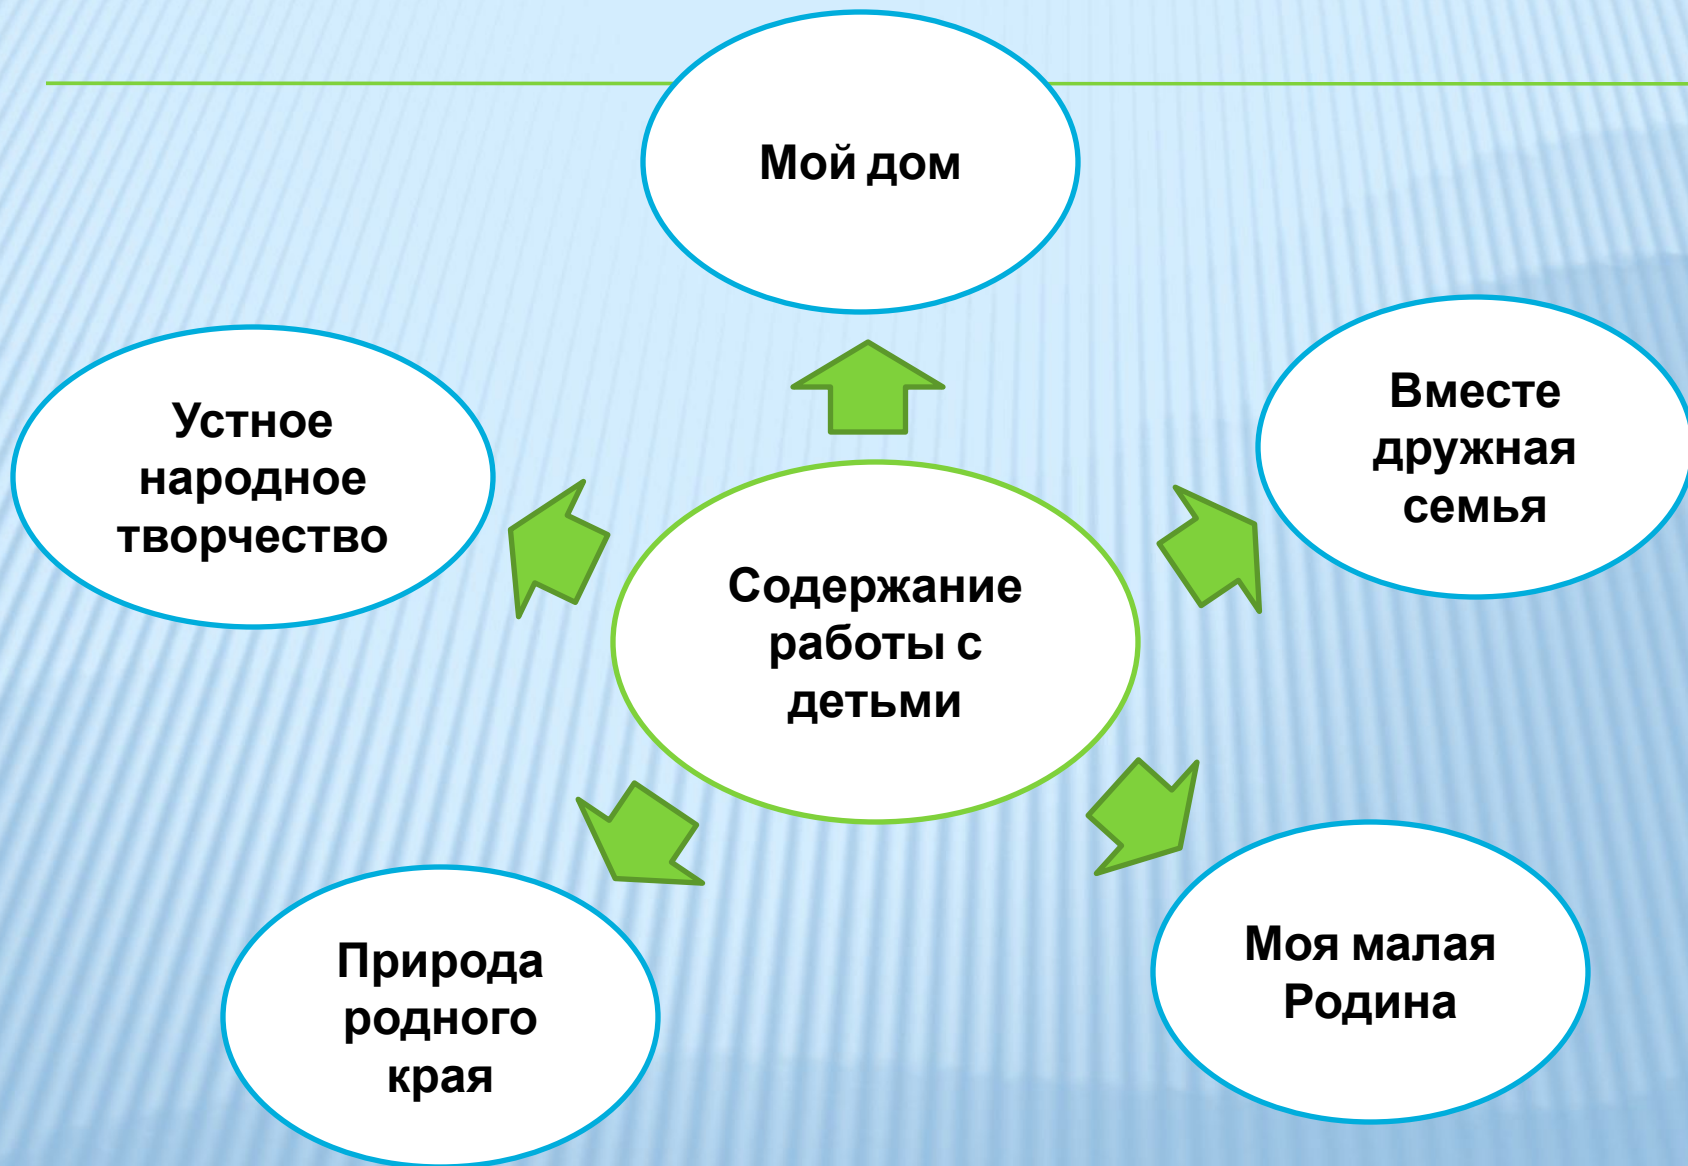 Мой дом
Устное
народное
творчество
Вместе
дружная
семья
Содержание
работы с
детьми
Природа
родного
края
Моя малая
Родина